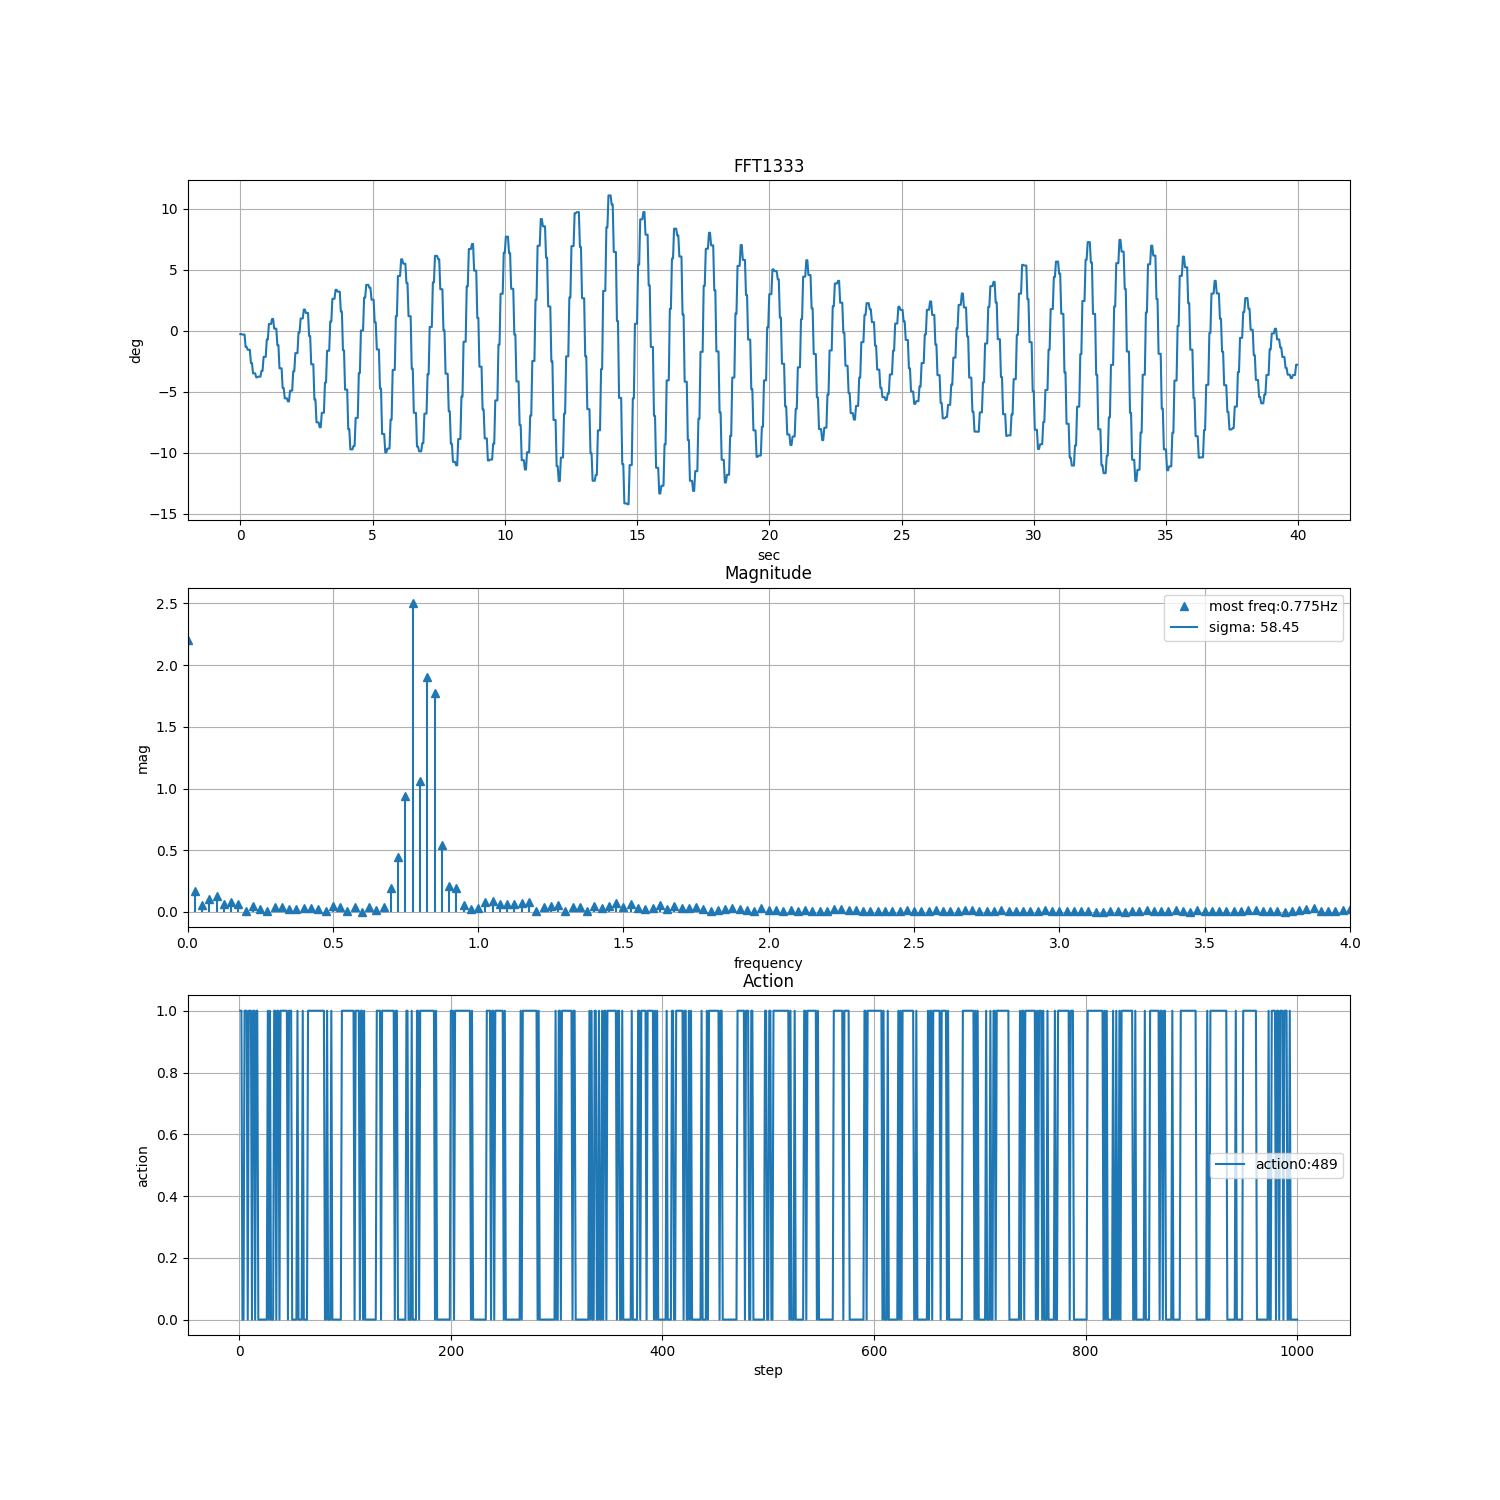 FFT1333
10
5
0
−5
−10
−15
deg
0 5 10 15 20 25 30 35 40
sec
Magnitude
2.5
2.0
1.5
1.0
0.5
0.0
mag
most freq:0.775Hz
sigma: 58.45
0.0 0.5 1.0 1.5 2.0 2.5 3.0 3.5 4.0
frequency
Action
1.0
0.8
0.6
0.4
0.2
0.0
action
action0:489
0 200 400 600 800 1000
step